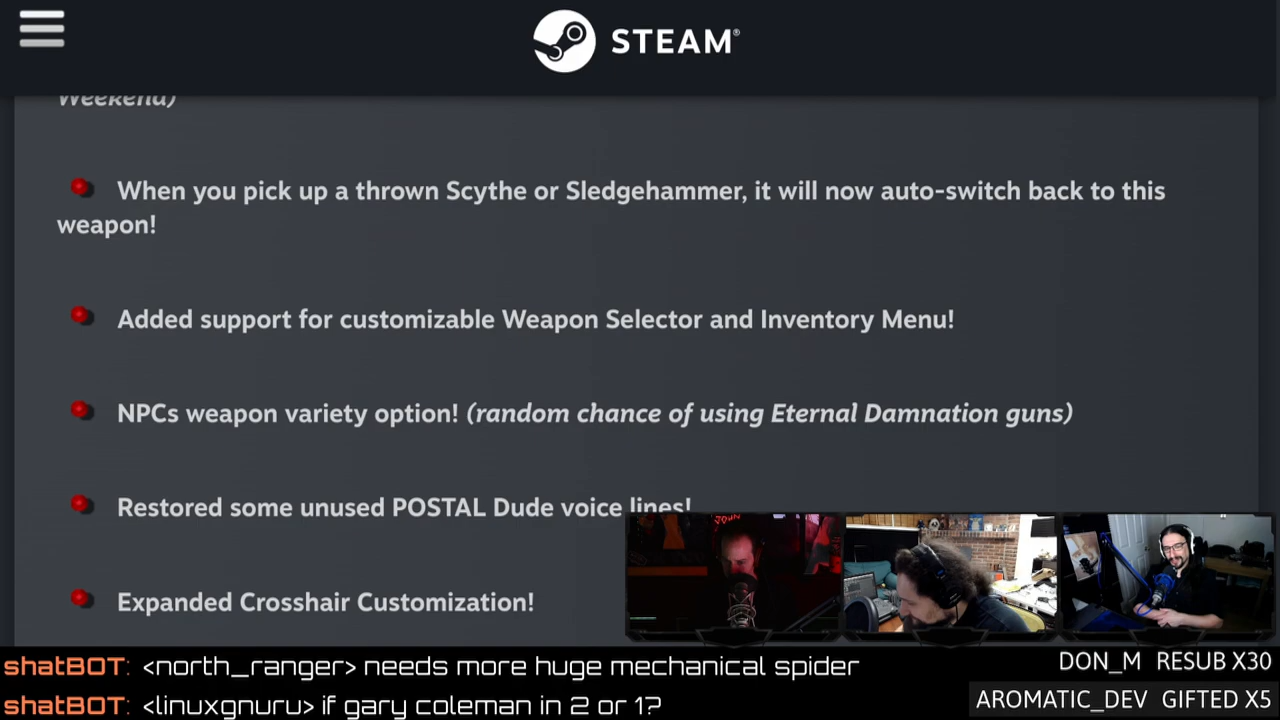 STEAM®
Weekend)
When you pick up a thrown Scythe or Sledgehammer, it will now auto-switch back to this
weapon!
Added support for customizable Weapon Selector and Inventory Menu!
NPCs weapon variety option! (random chance of using Eternal Damnation guns)
Restored some unused POSTAL Dude voice lines!
Expanded Crosshair Customization!
shatBOT: <north_ranger> needs more huge mechanical spider
DON_M RESUB X30
shatBOT: <linuxgnuru> if gary coleman in 2 or 1?
AROMATIC_DEV GIFTED X5